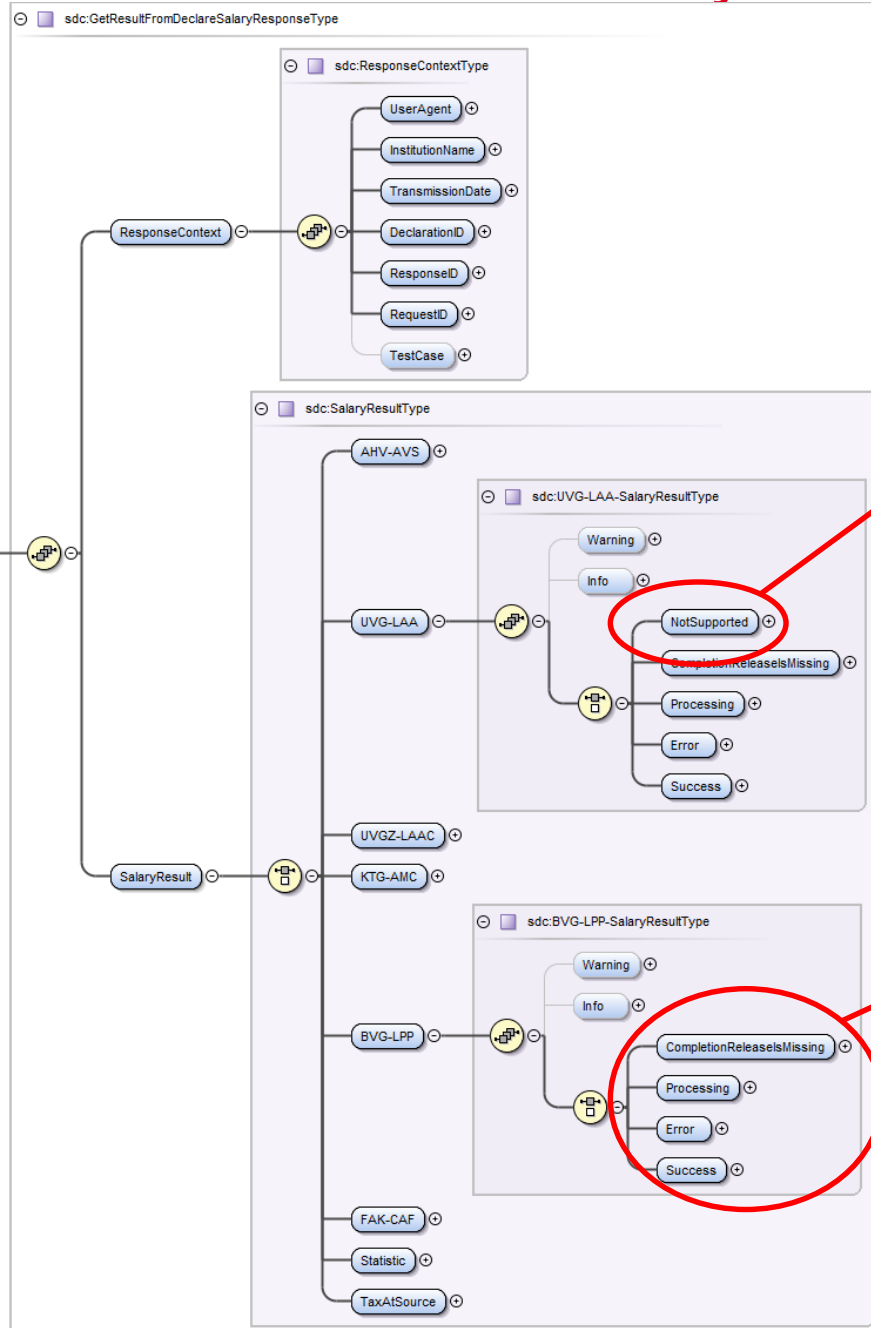 sdc:GetResultFromDeclareSalaryResponseType
sdc:ResponseContextType
UserAgent
InstitutionName
TransmissionDate
ResponseContext
DeclarationID
ResponseID
RequestID
TestCase
sdc:SalaryResultType
AHV-AVS
sdc:UVG-LAA-SalaryResultType
Warning
Info
UVG-LAA
NotSupported
CompletionReleaseIsMissing
Processing
Error
Success
UVGZ-LAAC
SalaryResult
KTG-AMC
sdc:BVG-LPP-SalaryResultType
Warning
Info
BVG-LPP
CompletionReleaseIsMissing
Processing
Error
Success
FAK-CAF
Statistic
TaxAtSource